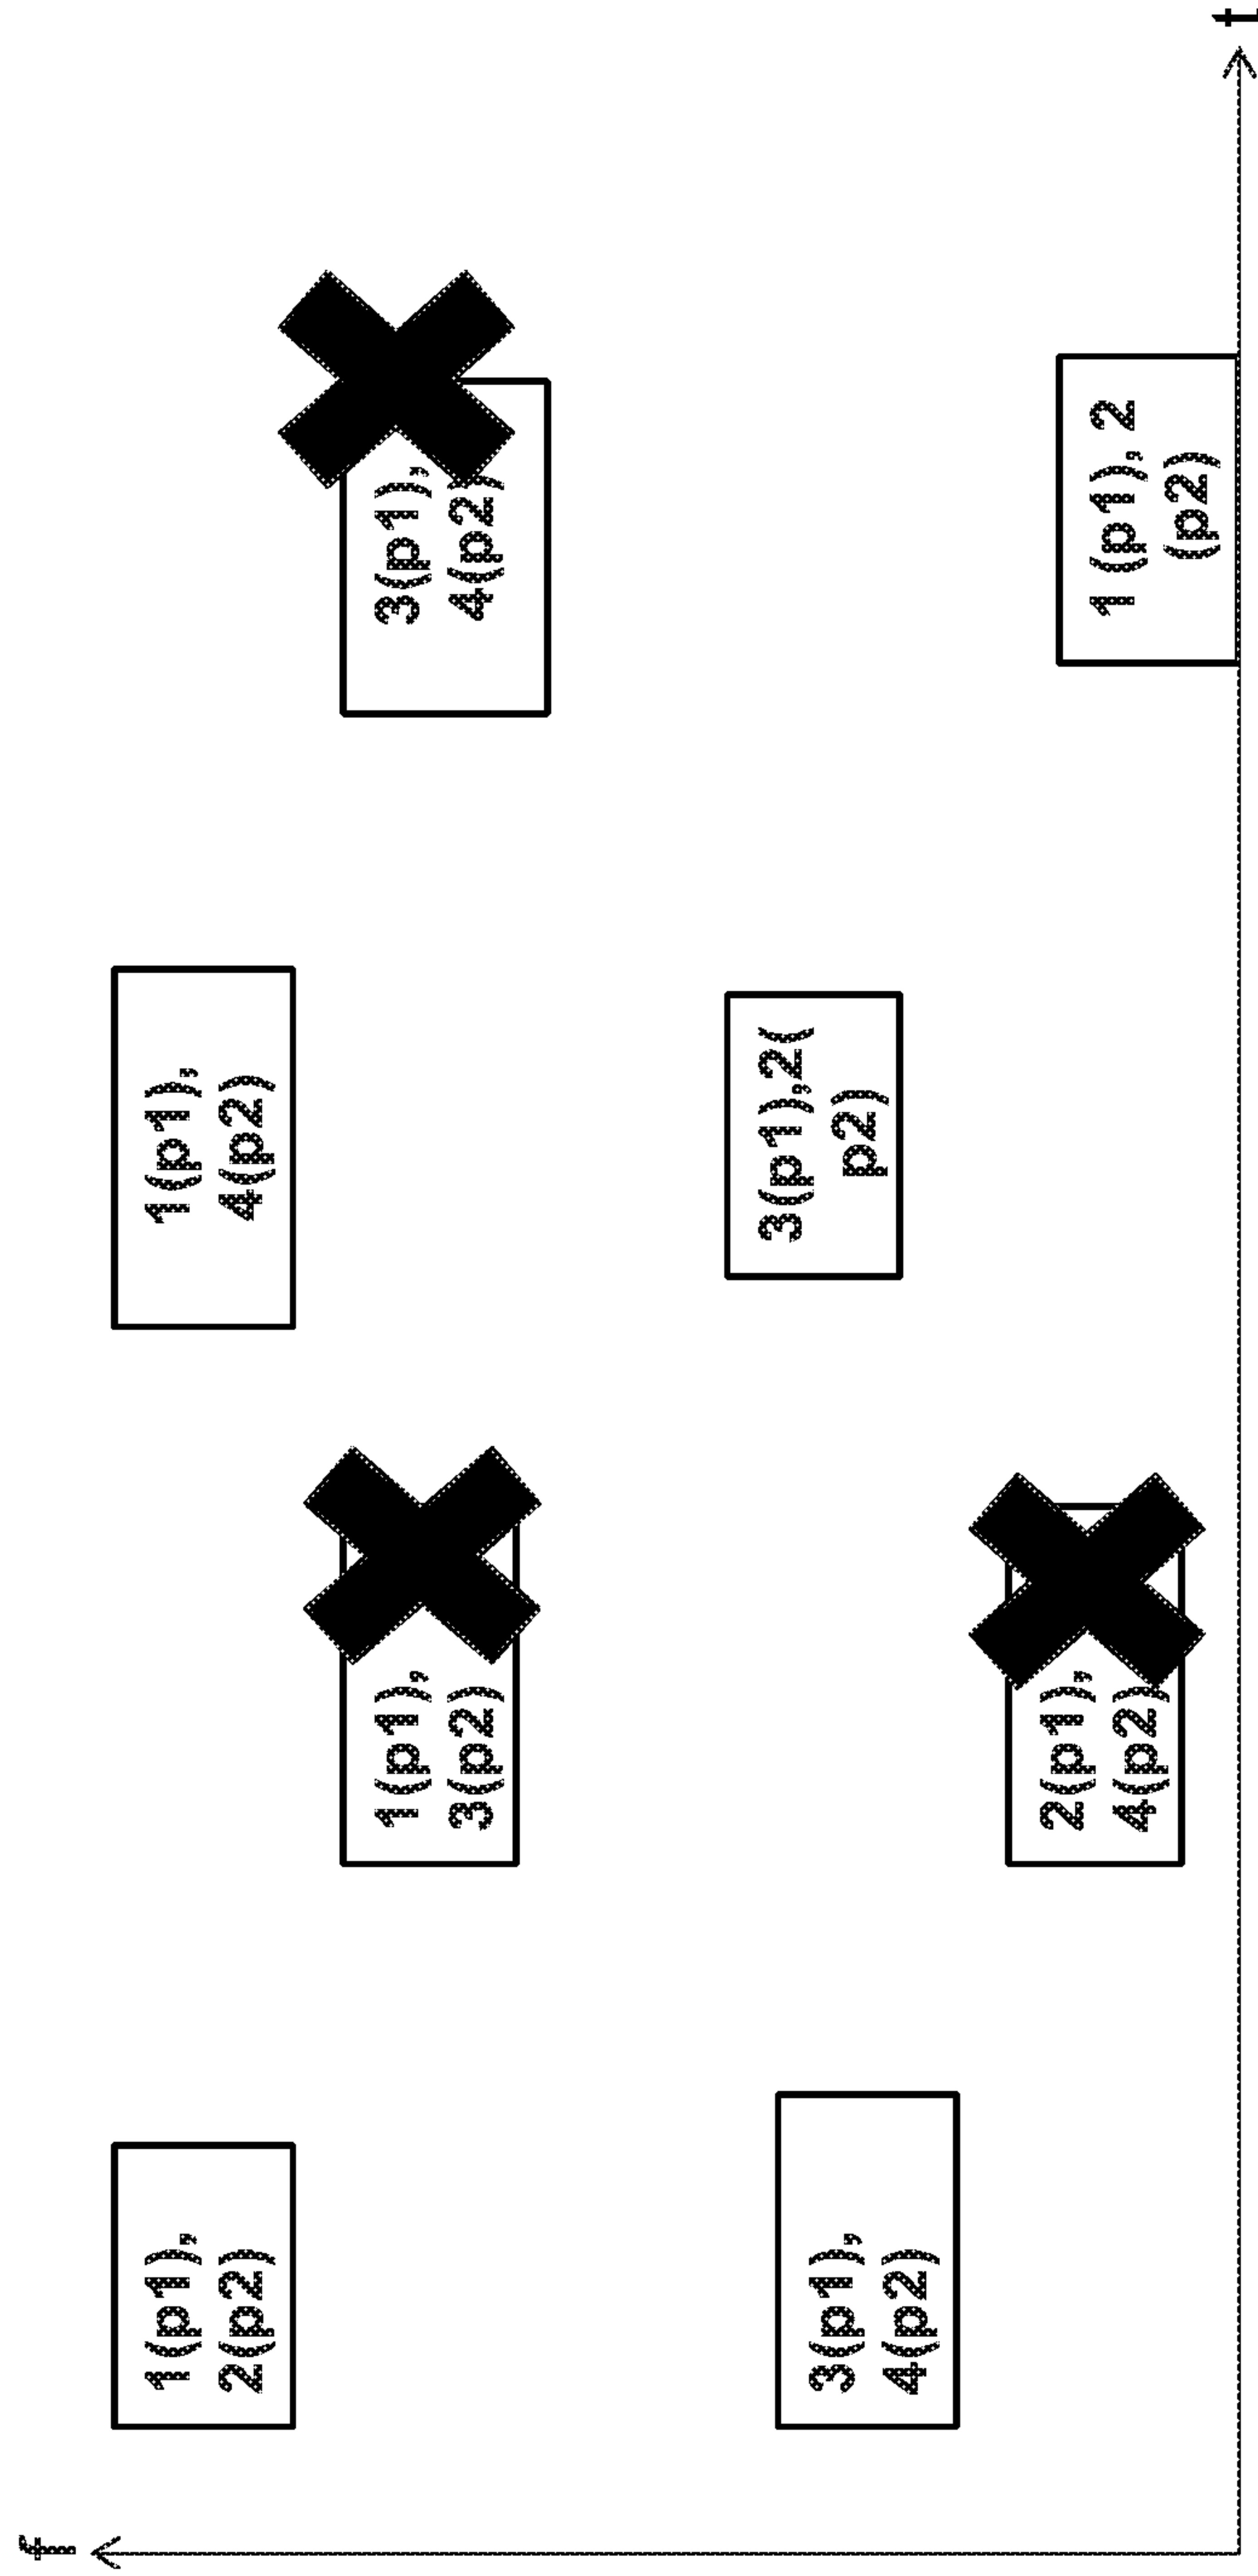 f
1(p1),
2(p2)
3(p1),
4(p2)
1(p1),
3(p2)
2(p1),
4(p2)
1(p1),
4(p2)
3(p1),2(
p2)
3(p1),
4(p2)
1 (p1), 2
(p2)
t